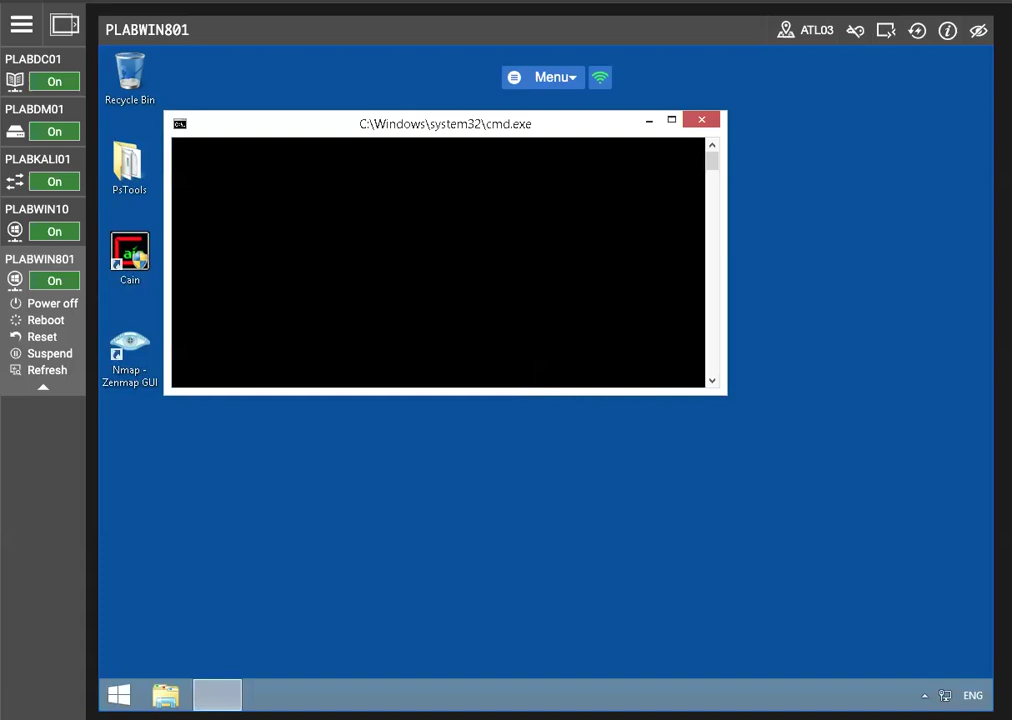 PLABWIN801
ATL03
PLABDC01
On
PLABDM01
On
PLABKALI01
On
PLABWIN10
On
PLABWIN801
On
Power off
Reboot
Reset
Suspend
Refresh
Recycle Bin
PsTools
Cain
Nmap -
Zenmap GUI
Menu
C:\Windows\system32\cmd.exe
ENG